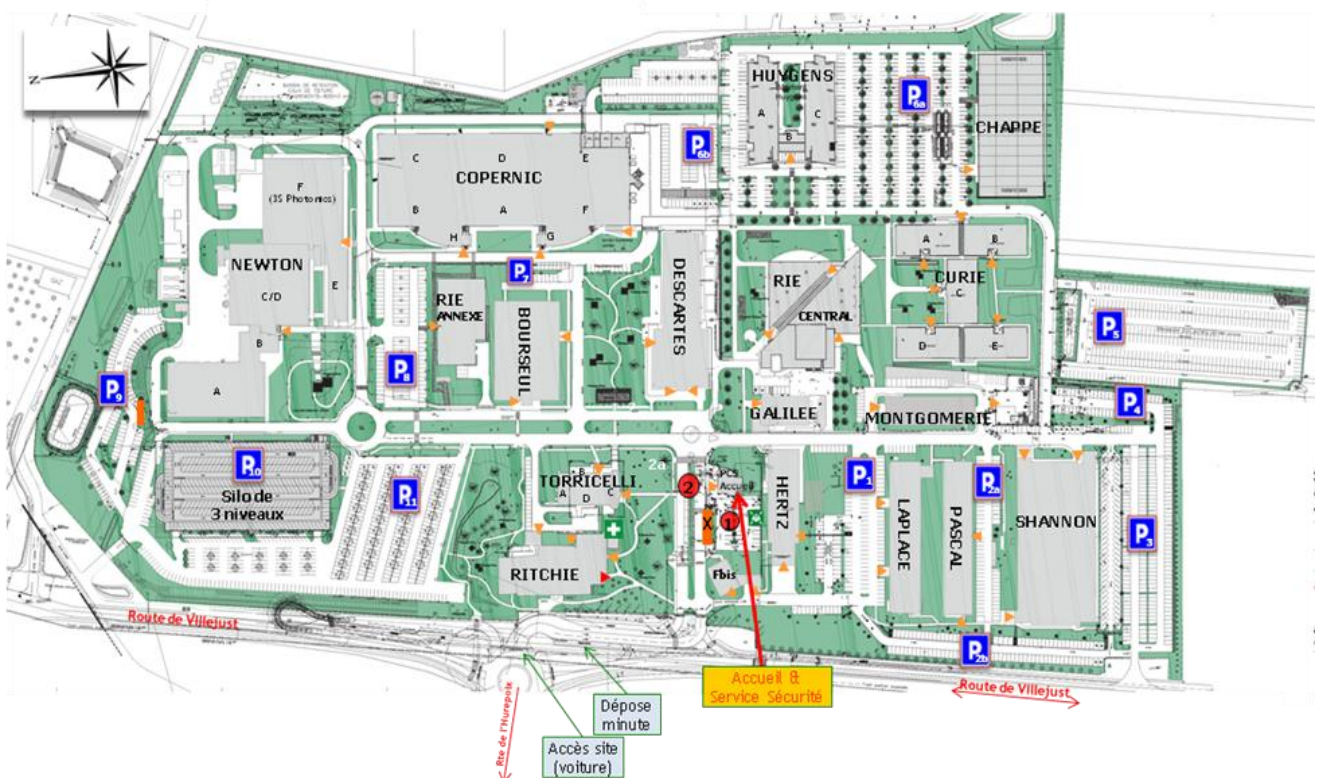 N
HUYGENS
A
C
B
P6a
CHAPPE
P6b
C
D
E
COPERNIC
B
A
F
H
G
F
(3S Photonics)
NEWTON
C/D
E
B
A
P7
RIE
ANNEXE
BOURSEUL
DESCARTES
RIE
CENTRAL
A
B
CURIE
C
D
E
P5
P8
P9
GALILEE
MONTGOMERIE
P4
P10
Silo de
3 niveaux
P11
TORRICELLI
B
A
D
C
2a
2
PCS
Accueil
1
X
HERTZ
P1
LAPLACE
PASCAL
P2a
SHANNON
P3
RITCHIE
Fbis
P2b
Route de Villejust
Accueil &
Service Sécurité
Route de Villejust
Rte de l'Hurepoix
Dépose
minute
Accès site
(voiture)